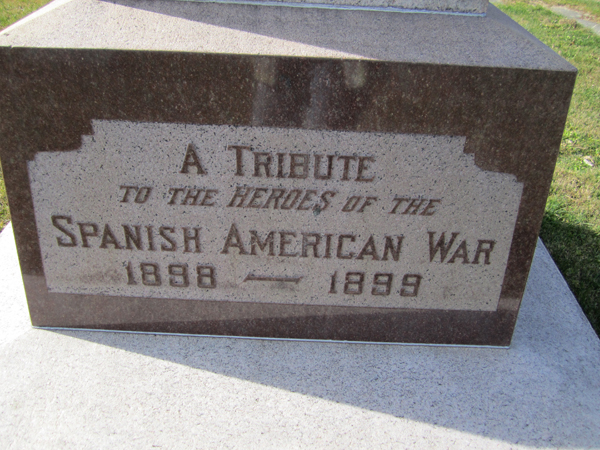 A TRIBUTE
TO THE HEROES OF THE
SPANISH AMERICAN WAR
1898 — 1899